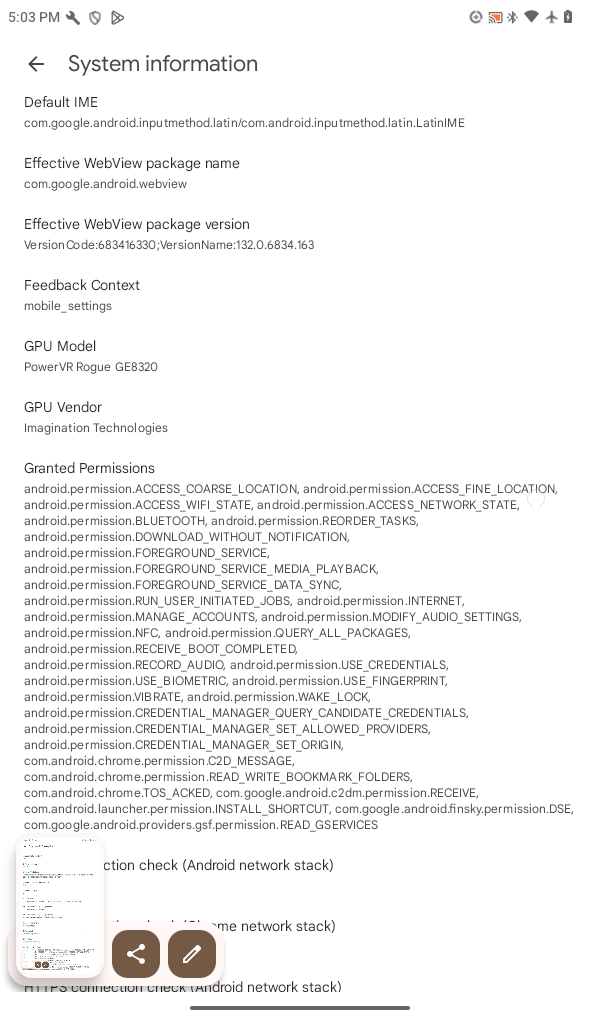 5:03 PM
System information
Default IME
com.google.android.inputmethod.latin/com.android.inputmethod.latin.LatinIME
Effective WebView package name
com.google.android.webview
Effective WebView package version
VersionCode:683416330;VersionName:132.0.6834.163
Feedback Context
mobile_settings
GPU Model
PowerVR Rogue GE8320
GPU Vendor
Imagination Technologies
Granted Permissions
android.permission.ACCESS_COARSE_LOCATION, android.permission.ACCESS_FINE_LOCATION,
android.permission.ACCESS_WIFI_STATE, android.permission.ACCESS_NETWORK_STATE,
android.permission.BLUETOOTH, android.permission.REORDER_TASKS,
android.permission.DOWNLOAD_WITHOUT_NOTIFICATION,
android.permission.FOREGROUND_SERVICE,
android.permission.FOREGROUND_SERVICE_MEDIA_PLAYBACK,
android.permission.FOREGROUND_SERVICE_DATA_SYNC,
android.permission.RUN_USER_INITIATED_JOBS, android.permission.INTERNET,
android.permission.MANAGE_ACCOUNTS, android.permission.MODIFY_AUDIO_SETTINGS,
android.permission.NFC, android.permission.QUERY_ALL_PACKAGES,
android.permission.RECEIVE_BOOT_COMPLETED,
android.permission.RECORD_AUDIO, android.permission.USE_CREDENTIALS,
android.permission.USE_BIOMETRIC, android.permission.USE_FINGERPRINT,
android.permission.VIBRATE, android.permission.WAKE_LOCK,
android.permission.CREDENTIAL_MANAGER_QUERY_CANDIDATE_CREDENTIALS,
android.permission.CREDENTIAL_MANAGER_SET_ALLOWED_PROVIDERS,
android.permission.CREDENTIAL_MANAGER_SET_ORIGIN,
com.android.chrome.permission.C2D_MESSAGE,
com.android.chrome.permission.READ_WRITE_BOOKMARK_FOLDERS,
com.android.chrome.TOS_ACKED, com.google.android.c2dm.permission.RECEIVE,
com.android.launcher.permission.INSTALL_SHORTCUT, com.google.android.finsky.permission.DSE,
com.google.android.providers.gsf.permission.READ_GSERVICES
check (Android network stack)
check (Chrome network stack)
HTTPS connection check (Android network stack)